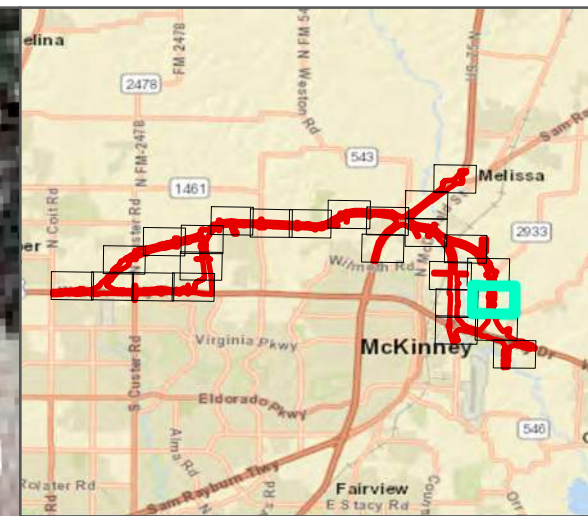 elina
FM 2478
N FM 54
Weston Rd
N US-75
2478
N FM-2478
543
Sam Ra
1461
Melissa
N Coit Rd
2933
Wilmeth Rd
Virginia Pkwy
McKinney
Dr
S Custer Rd
Eldorado Pkwy
546
Alma Rd
Rolater Rd
Sam Rayburn Tlwy
Fairview
E Stacy Rd